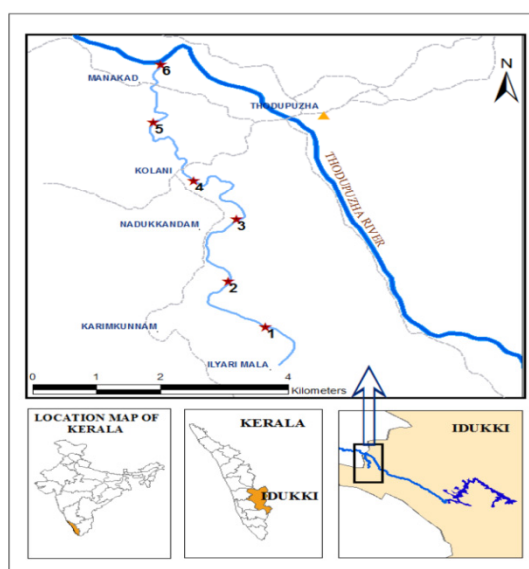 N
6
MANAKAD
THODUPUZHA
5
KOLANI
4
THODUPUZHA RIVER
3
NADUKKANDAM
2
KARIMKUNNAM
1
ILYARI MALA
0 1 2 4
Kilometers
LOCATION MAP OF
KERALA
KERALA
IDUKKI
IDUKKI